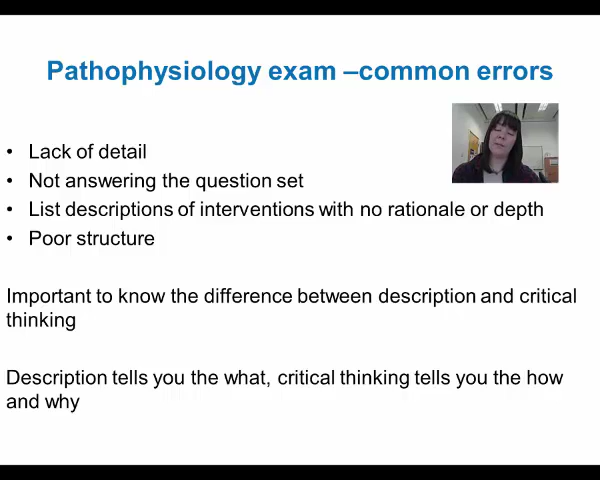 Pathophysiology exam –common errors
• Lack of detail
• Not answering the question set
• List descriptions of interventions with no rationale or depth
• Poor structure
Important to know the difference between description and critical
thinking
Description tells you the what, critical thinking tells you the how
and why